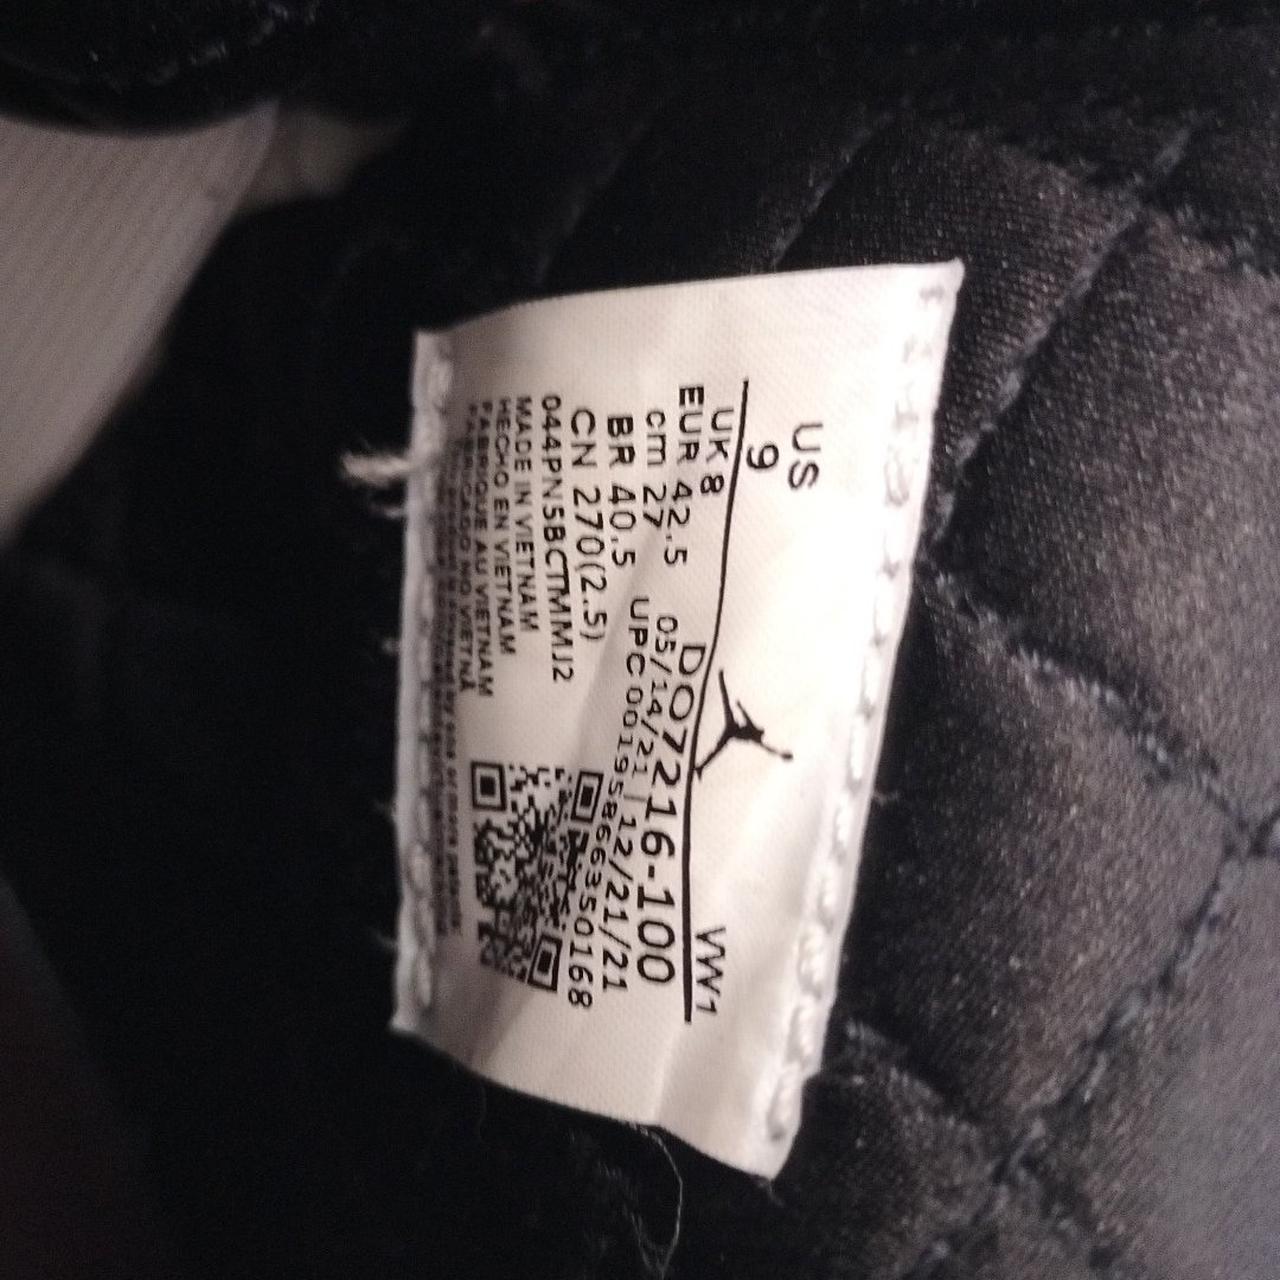 US
9
VW1
UK 8
EUR 42.5
cm 27
BR 40.5
CN 270(2.5)
DO7216-100
05/14/21 | 12/21/21
UPC 00195866350168
044PN5BCTMMJ2
MADE IN VIETNAM
HECHO EN VIETNAM
FABRIQUE AU VIETNAM
FABRICADO NO VIETNÃ